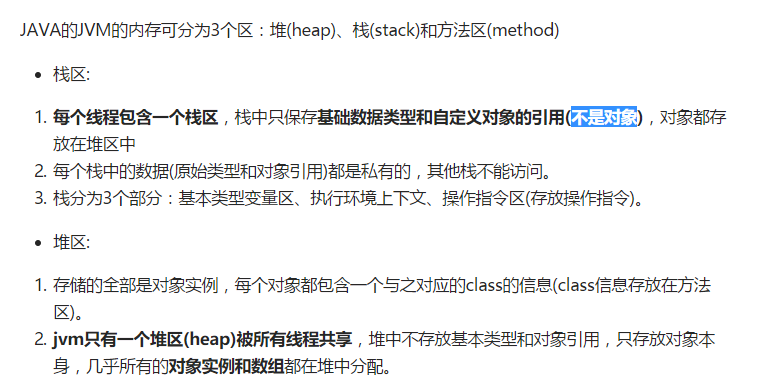 JAVA的JVM的内存可分为3个区：堆(heap)、栈(stack)和方法区(method)
• 栈区:
1. 每个线程包含一个栈区，栈中只保存基础数据类型和自定义对象的引用(不是对象)，对象都存
放在堆区中
2. 每个栈中的数据(原始类型和对象引用)都是私有的，其他栈不能访问。
3. 栈分为3个部分：基本类型变量区、执行环境上下文、操作指令区(存放操作指令)。
• 堆区:
1. 存储的全部是对象实例，每个对象都包含一个与之对应的class的信息(class信息存放在方法
区)。
2. jvm只有一个堆区(heap)被所有线程共享，堆中不存放基本类型和对象引用，只存放对象本
身，几乎所有的对象实例和数组都在堆中分配。